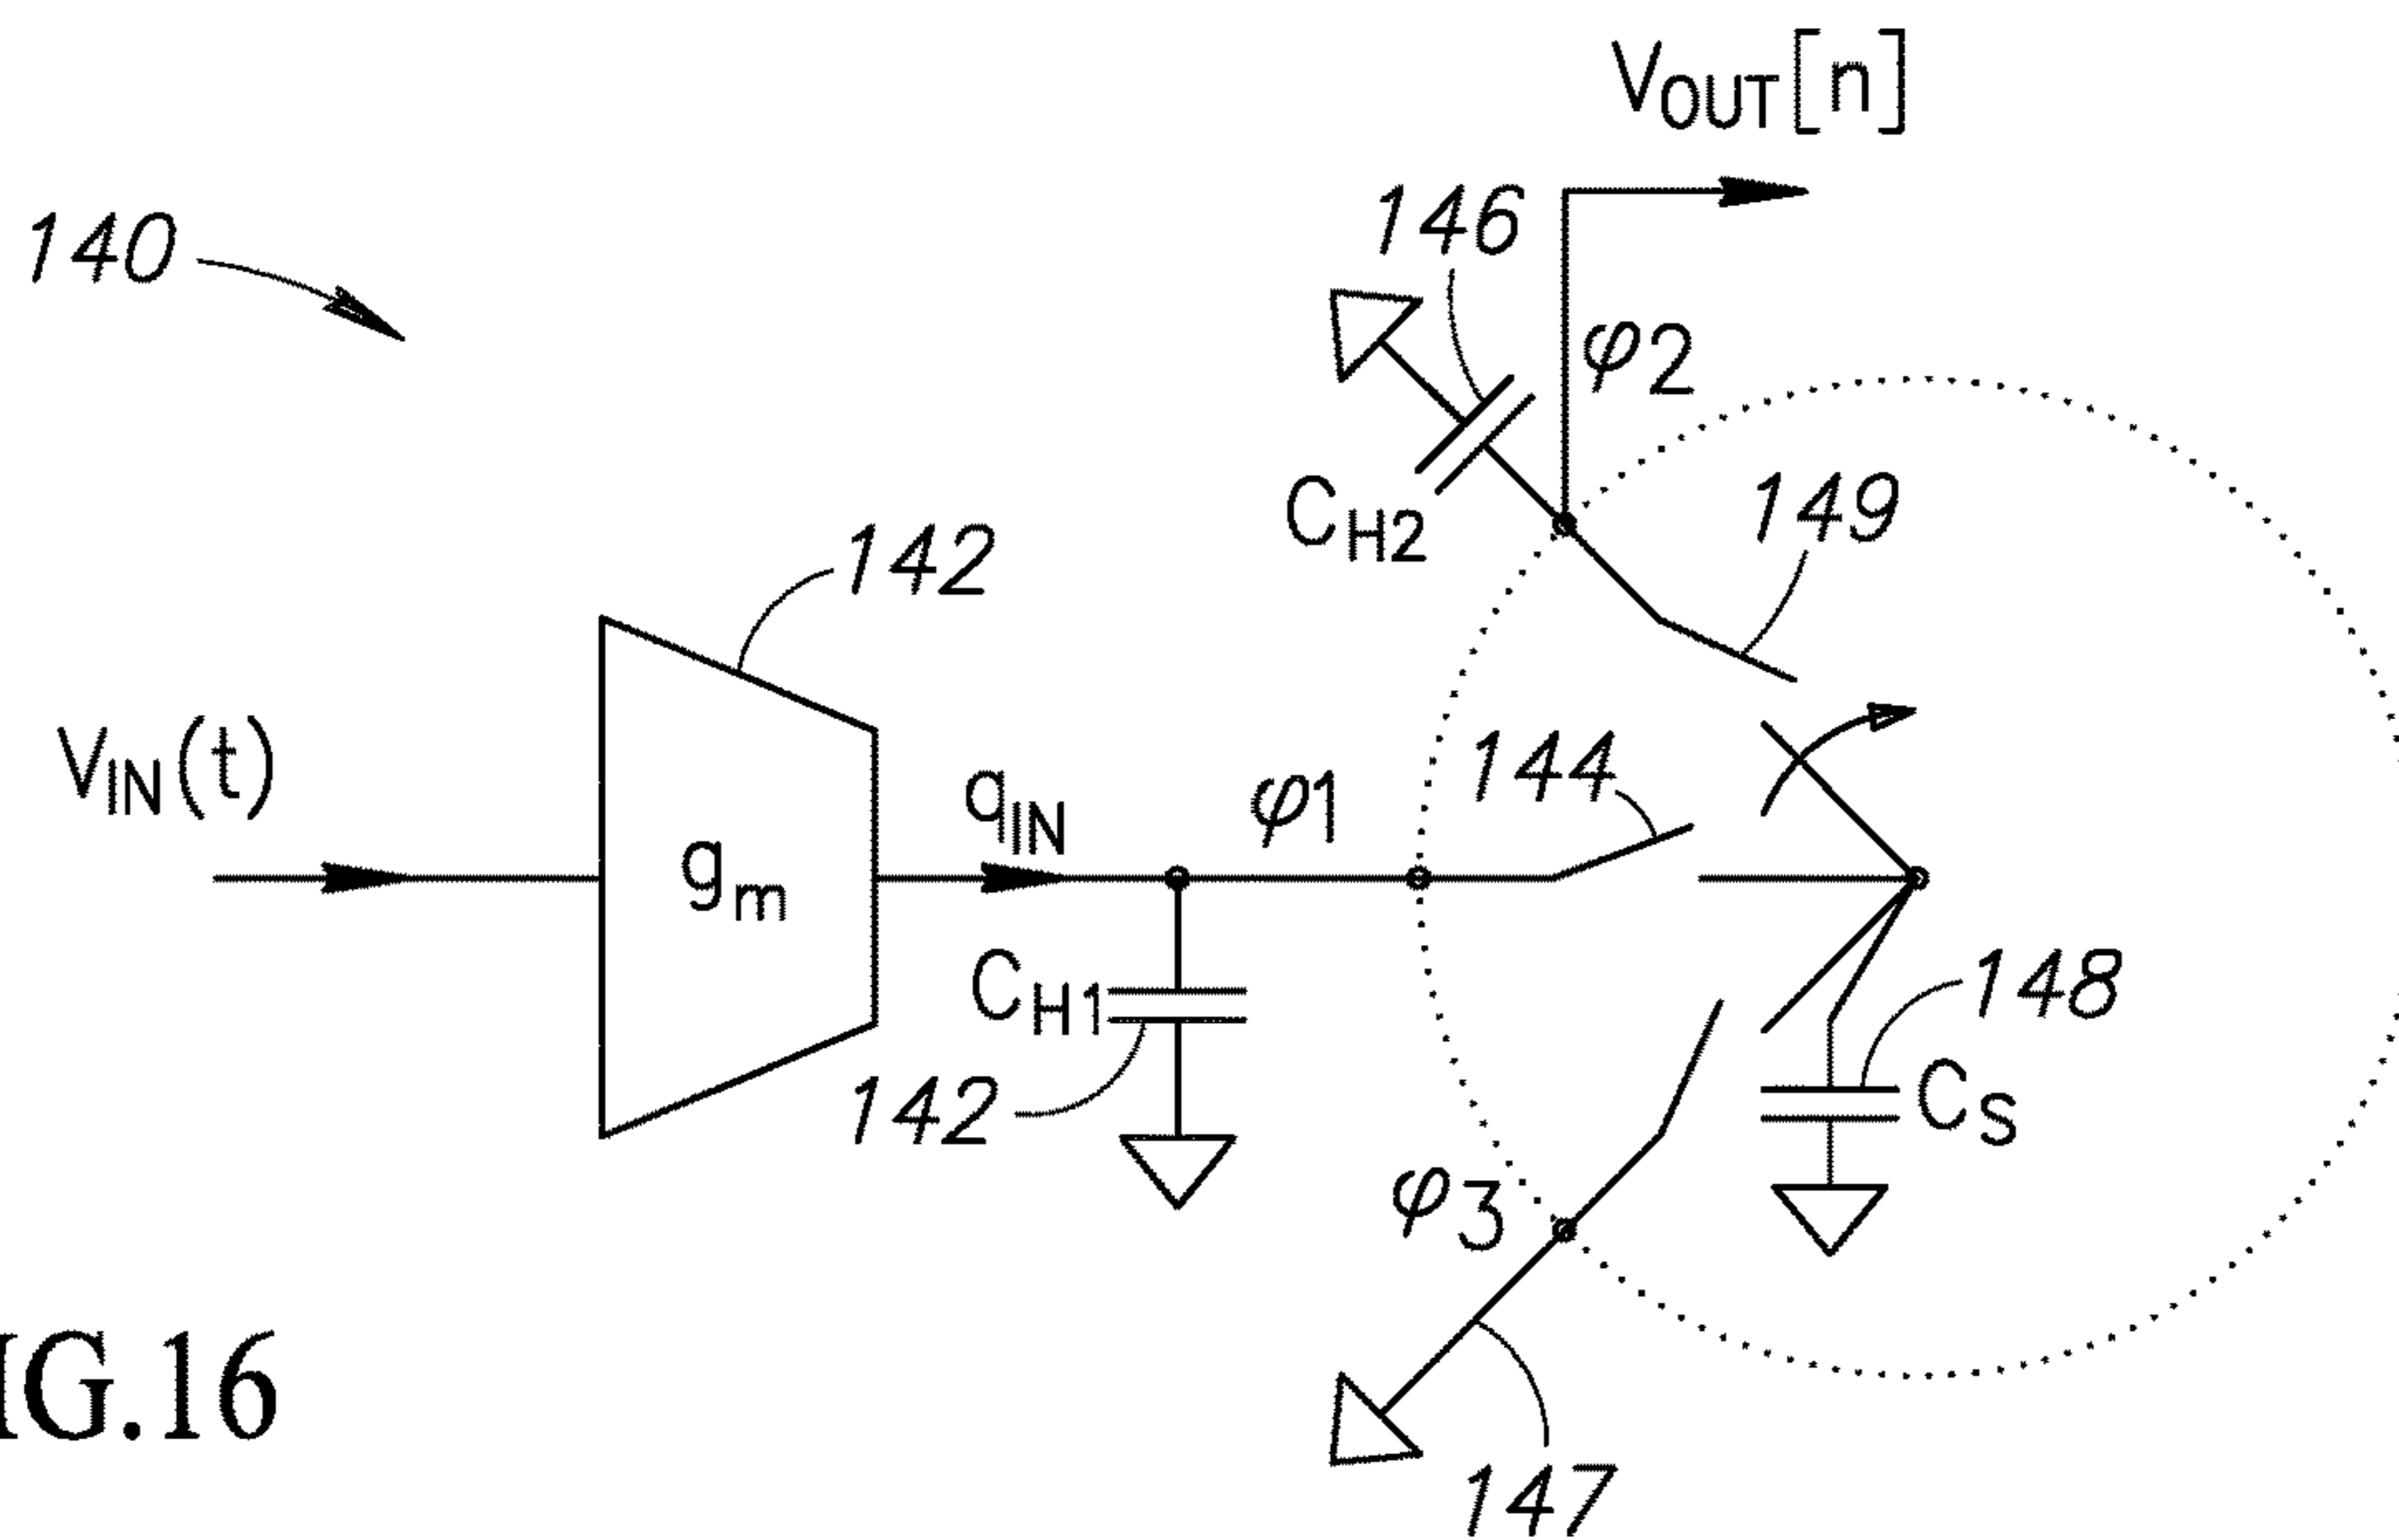 V_OUT[n]
140
146
φ2
C_H2
149
142
V_IN(t)
g_m
q_IN
φ1
144
C_H1
142
148
C_S
φ3
147
IG.16